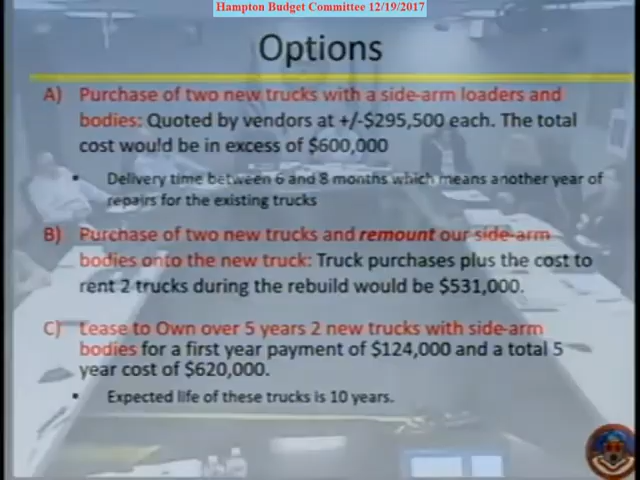 Hampton Budget Committee 12/19/2017
Options
A) Purchase of two new trucks with a side-arm loaders and
bodies: Quoted by vendors at +/-$295,500 each. The total
cost would be in excess of $600,000
▪ Delivery time between 6 and 8 months which means another year of
repairs for the existing trucks
B) Purchase of two new trucks and remount our side-arm
bodies onto the new truck: Truck purchases plus the cost to
rent 2 trucks during the rebuild would be $531,000.
C) Lease to Own over 5 years 2 new trucks with side-arm
bodies for a first year payment of $124,000 and a total 5
year cost of $620,000.
▪ Expected life of these trucks is 10 years.